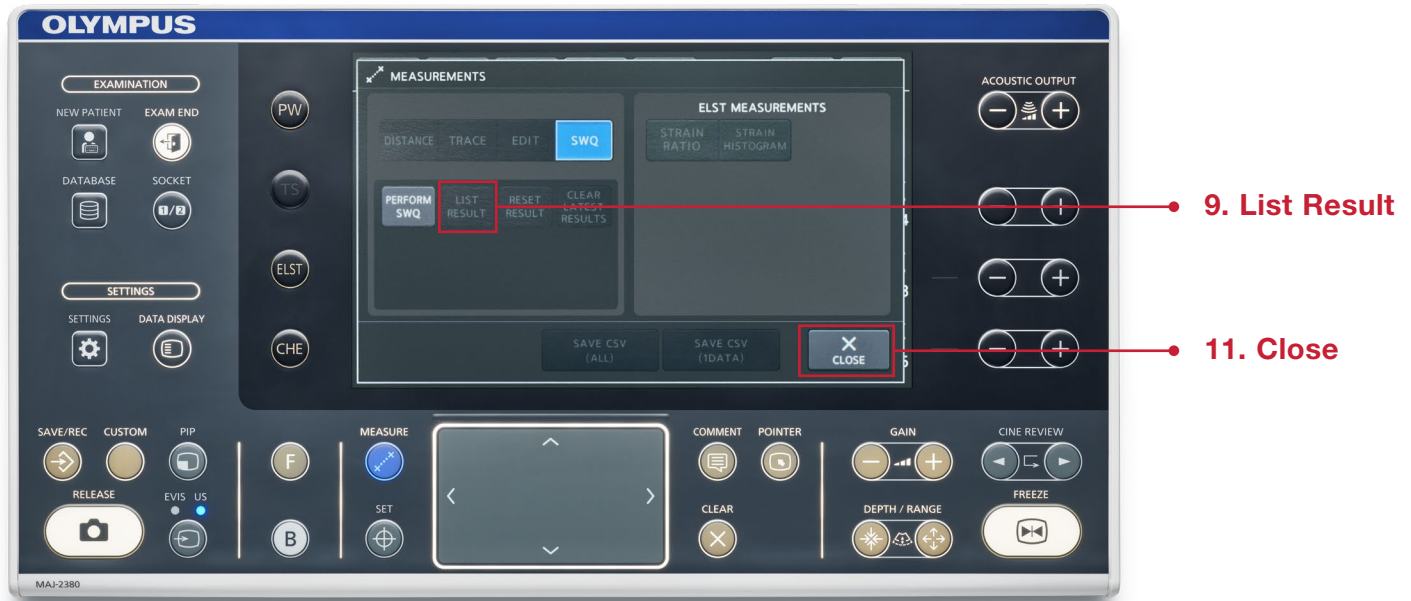 OLYMPUS
EXAMINATION
NEW PATIENT
EXAM END
DATABASE
SOCKET
1/2
SETTINGS
SETTINGS
DATA DISPLAY
PW
TS
ELST
CHE
MEASUREMENTS
DISTANCE
TRACE
EDIT
SWQ
PERFORM
SWQ
LIST
RESULT
RESET
RESULT
CLEAR
LATEST
RESULTS
ELST MEASUREMENTS
STRAIN
RATIO
STRAIN
HISTOGRAM
SAVE CSV
(ALL)
SAVE CSV
(1DATA)
CLOSE
ACOUSTIC OUTPUT
9. List Result
11. Close
SAVE/REC
CUSTOM
PIP
RELEASE
EVIS
US
F
B
MEASURE
SET
COMMENT
POINTER
CLEAR
GAIN
DEPTH / RANGE
CINE REVIEW
FREEZE
MAJ-2380